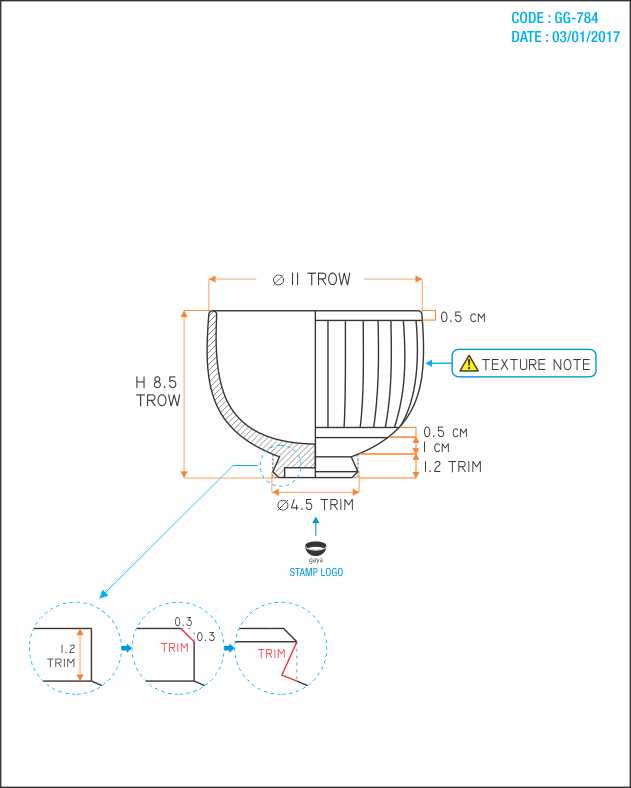 CODE : GG-784
DATE : 03/01/2017
Ø 11 TROW
0.5 CM
TEXTURE NOTE
H 8.5
TROW
0.5 CM
1 CM
1.2 TRIM
Ø4.5 TRIM
gaya
STAMP LOGO
1.2
TRIM
0.3
0.3
TRIM
TRIM